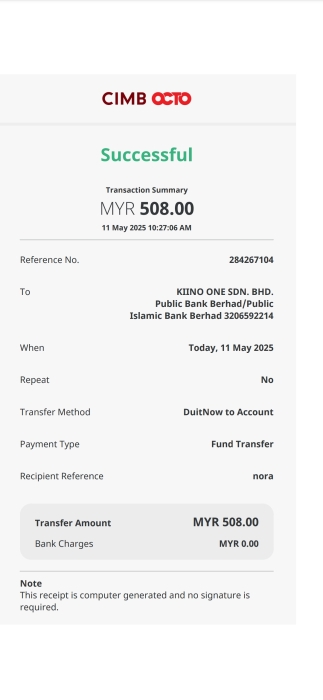 CIMB OCTO
Successful
Transaction Summary
MYR 508.00
11 May 2025 10:27:06 AM
Reference No. 284267104
To KIINO ONE SDN. BHD.
Public Bank Berhad/Public
Islamic Bank Berhad 3206592214
When Today, 11 May 2025
Repeat No
Transfer Method DuitNow to Account
Payment Type Fund Transfer
Recipient Reference nora
Transfer Amount MYR 508.00
Bank Charges MYR 0.00
Note
This receipt is computer generated and no signature is
required.